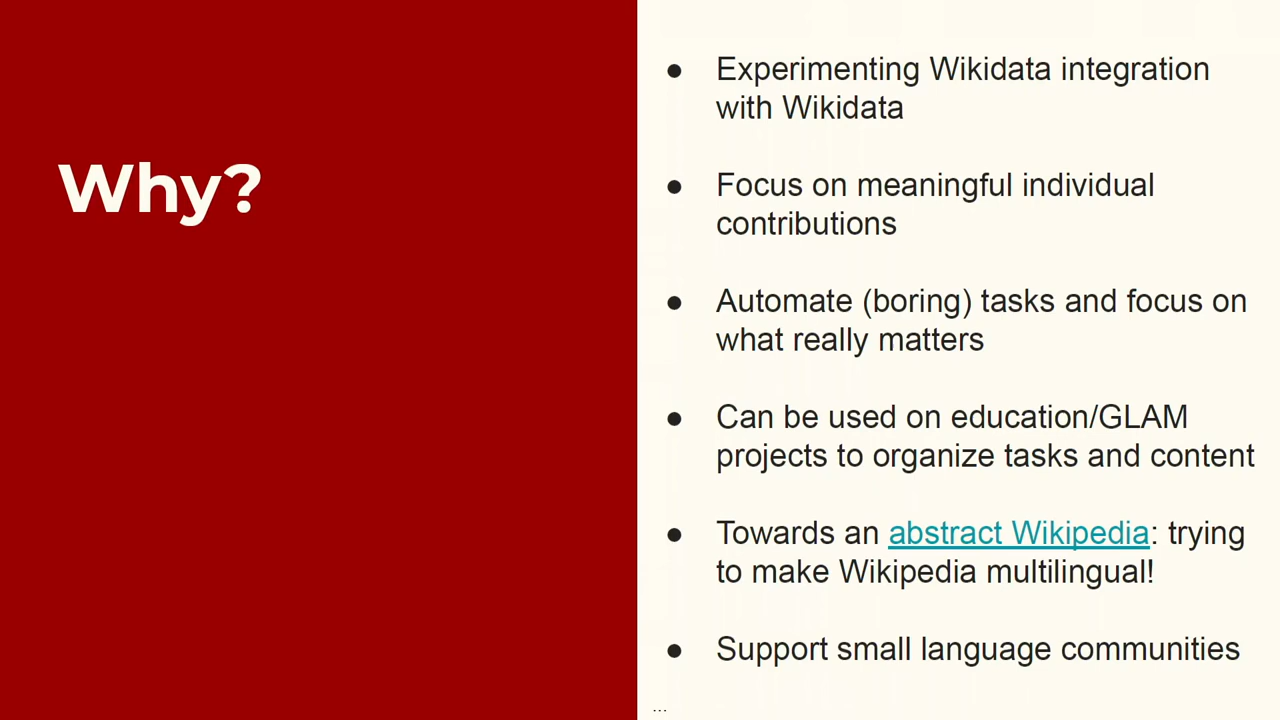 Why?
● Experimenting Wikidata integration
with Wikidata
● Focus on meaningful individual
contributions
● Automate (boring) tasks and focus on
what really matters
● Can be used on education/GLAM
projects to organize tasks and content
● Towards an abstract Wikipedia: trying
to make Wikipedia multilingual!
● Support small language communities
...